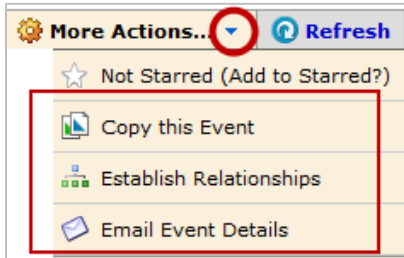 More Actions... Refresh
Not Starred (Add to Starred?)
Copy this Event
Establish Relationships
Email Event Details